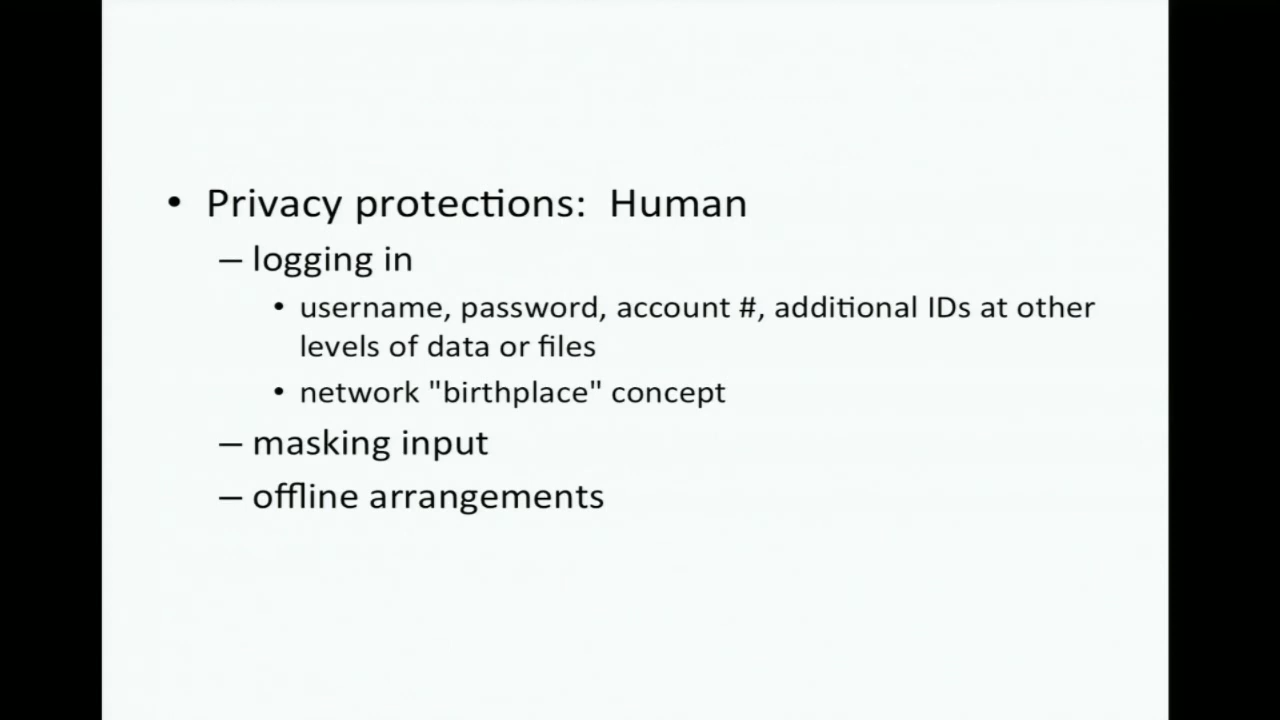 • Privacy protections:  Human
– logging in
• username, password, account #, additional IDs at other
levels of data or files
• network "birthplace" concept
– masking input
– offline arrangements